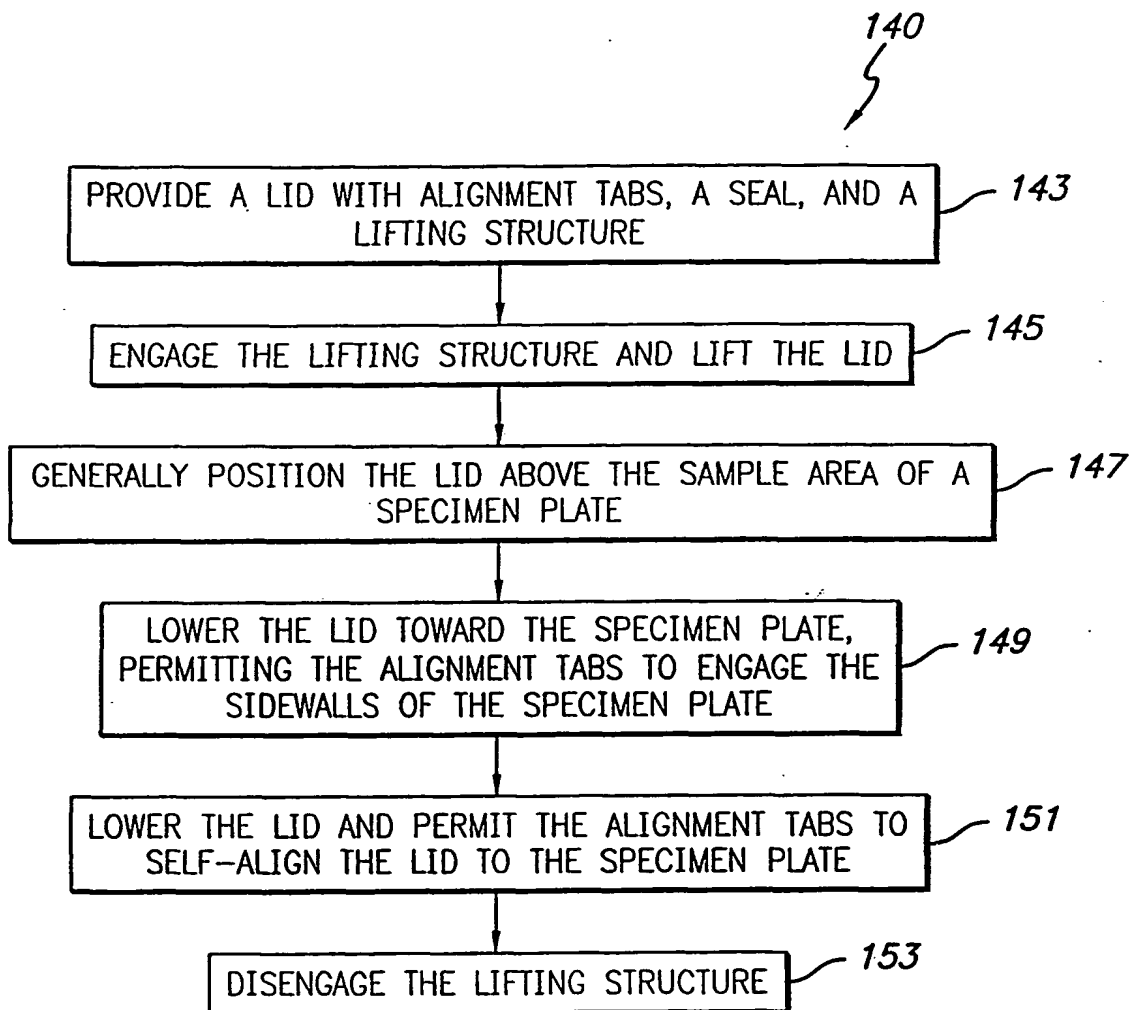 140
PROVIDE A LID WITH ALIGNMENT TABS, A SEAL, AND A
LIFTING STRUCTURE
143
ENGAGE THE LIFTING STRUCTURE AND LIFT THE LID
145
GENERALLY POSITION THE LID ABOVE THE SAMPLE AREA OF A
SPECIMEN PLATE
147
LOWER THE LID TOWARD THE SPECIMEN PLATE,
PERMITTING THE ALIGNMENT TABS TO ENGAGE THE
SIDEWALLS OF THE SPECIMEN PLATE
149
LOWER THE LID AND PERMIT THE ALIGNMENT TABS TO
SELF-ALIGN THE LID TO THE SPECIMEN PLATE
151
DISENGAGE THE LIFTING STRUCTURE
153